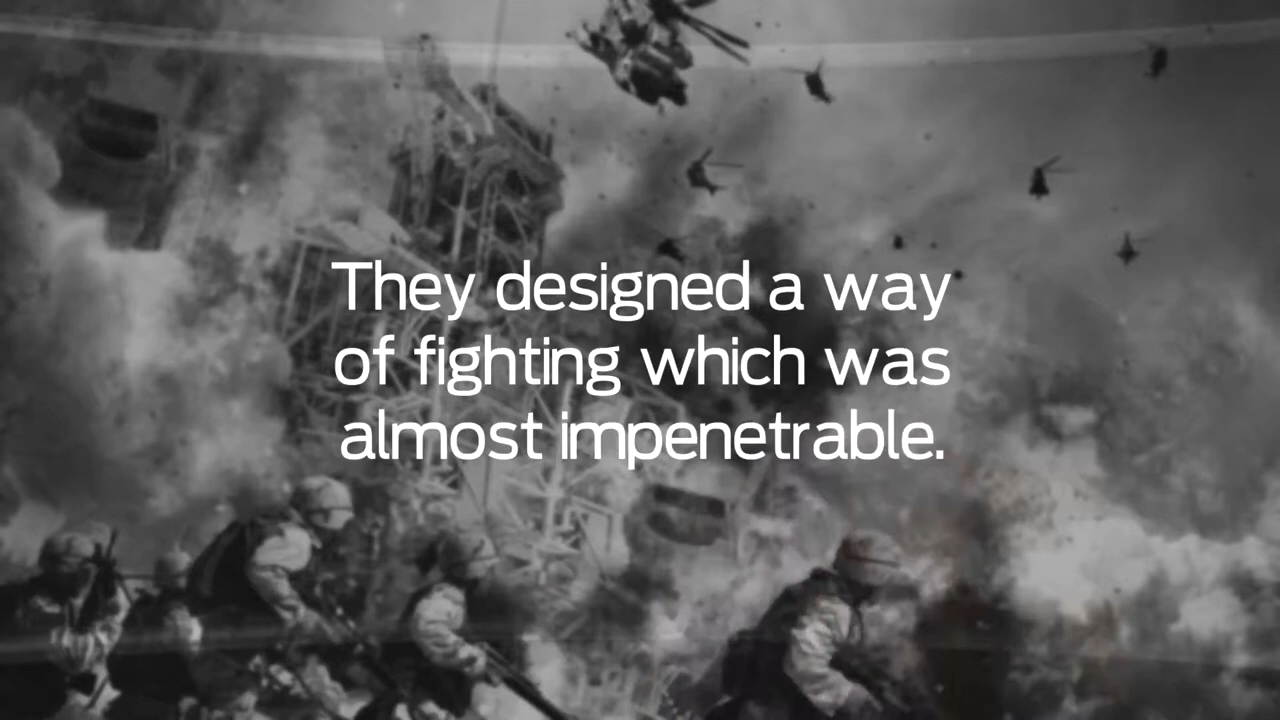 They designed a way
of fighting which was
almost impenetrable.